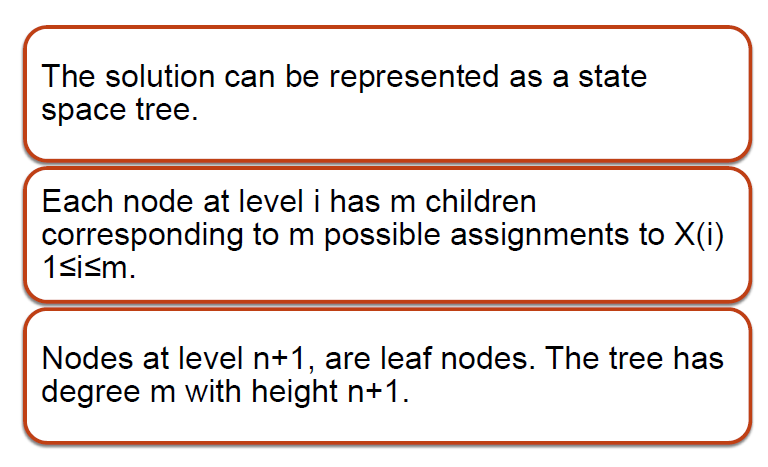 The solution can be represented as a state
space tree.
Each node at level i has m children
corresponding to m possible assignments to X(i)
1≤i≤m.
Nodes at level n+1, are leaf nodes. The tree has
degree m with height n+1.